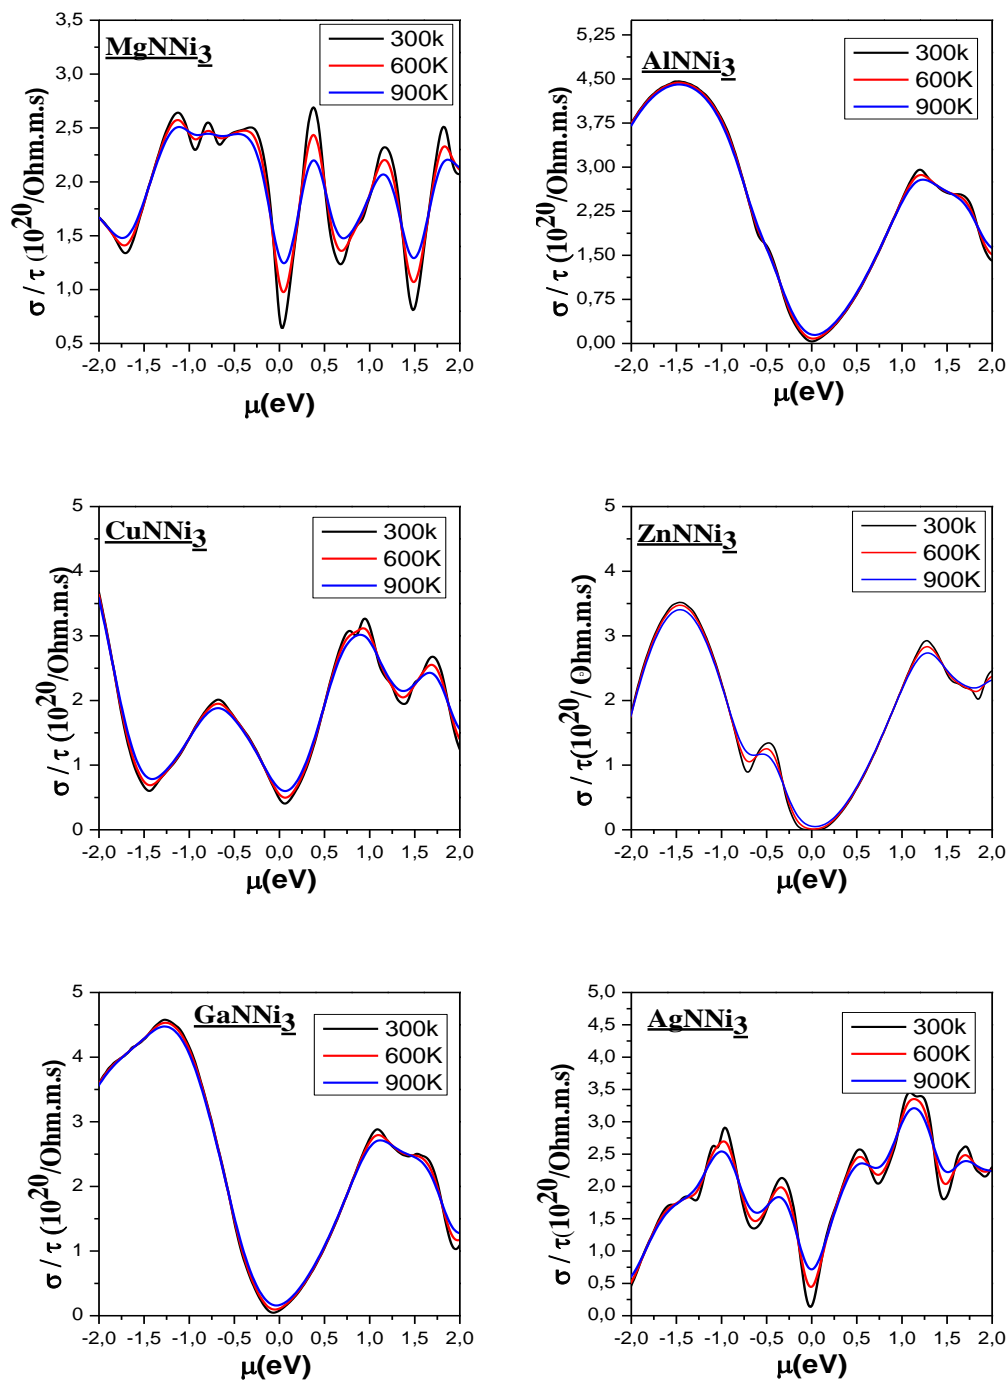 MgNNi3
300k
600K
900K
σ / τ (10^20/Ohm.m.s)
3,5
3,0
2,5
2,0
1,5
1,0
0,5
-2,0 -1,5 -1,0 -0,5 0,0 0,5 1,0 1,5 2,0
μ(eV)
AlNNi3
300k
600K
900K
σ / τ (10^20/Ohm.m.s)
5,25
4,50
3,75
3,00
2,25
1,50
0,75
0,00
-2,0 -1,5 -1,0 -0,5 0,0 0,5 1,0 1,5 2,0
μ(eV)
CuNNi3
300k
600K
900K
σ / τ (10^20/Ohm.m.s)
5
4
3
2
1
0
-2,0 -1,5 -1,0 -0,5 0,0 0,5 1,0 1,5 2,0
μ(eV)
ZnNNi3
300k
600K
900K
σ / τ(10^20/ Ohm.m.s)
5
4
3
2
1
0
-2,0 -1,5 -1,0 -0,5 0,0 0,5 1,0 1,5 2,0
μ(eV)
GaNNi3
300k
600K
900K
σ / τ (10^20/Ohm.m.s)
5
4
3
2
1
0
-2,0 -1,5 -1,0 -0,5 0,0 0,5 1,0 1,5 2,0
μ(eV)
AgNNi3
300k
600K
900K
σ / τ(10^20/Ohm.m.s)
5,0
4,5
4,0
3,5
3,0
2,5
2,0
1,5
1,0
0,5
0,0
-2,0 -1,5 -1,0 -0,5 0,0 0,5 1,0 1,5 2,0
μ(eV)